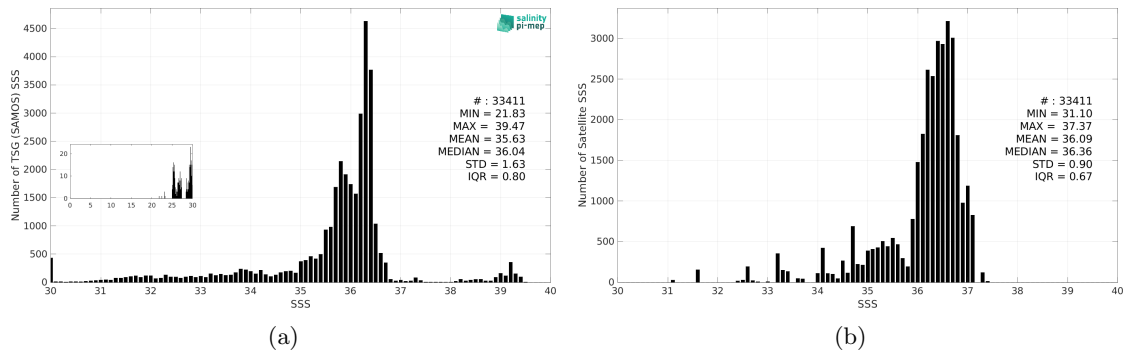 salinity
pi-mep
Number of TSG (SAMOS) SSS
4500
4000
3500
3000
2500
2000
1500
1000
500
0
# : 33411
MIN = 21.83
MAX = 39.47
MEAN = 35.63
MEDIAN = 36.04
STD = 1.63
IQR = 0.80
20
10
0
0 5 10 15 20 25 30
30 31 32 33 34 35 36 37 38 39 40
SSS
(a)
Number of Satellite SSS
3000
2500
2000
1500
1000
500
0
# : 33411
MIN = 31.10
MAX = 37.37
MEAN = 36.09
MEDIAN = 36.36
STD = 0.90
IQR = 0.67
30 31 32 33 34 35 36 37 38 39 40
SSS
(b)